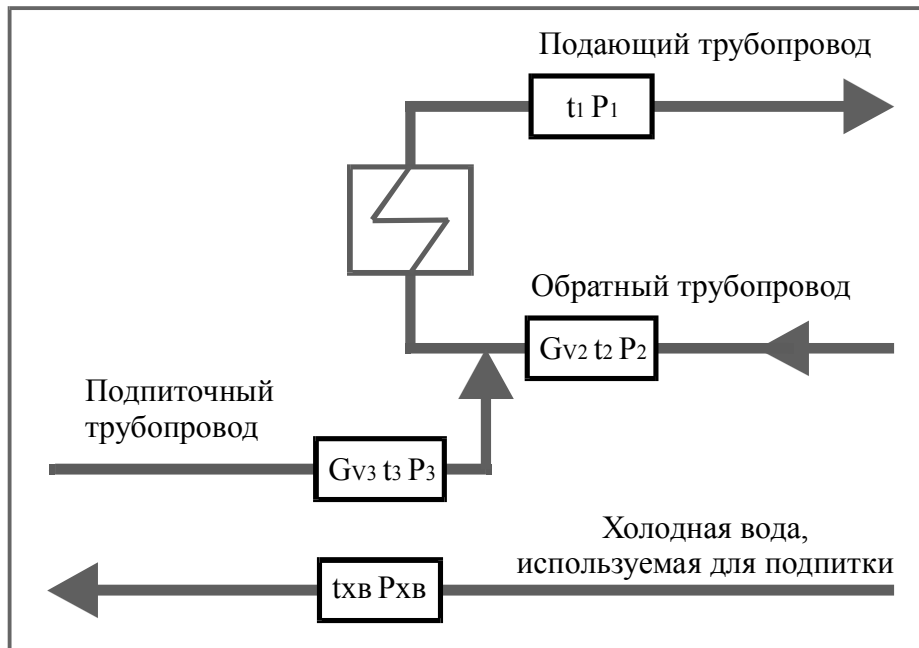 Подающий трубопровод
t1 P1
Обратный трубопровод
GV2 t2 P2
Подпиточный
трубопровод
GV3 t3 P3
Холодная вода,
используемая для подпитки
tхв Pхв